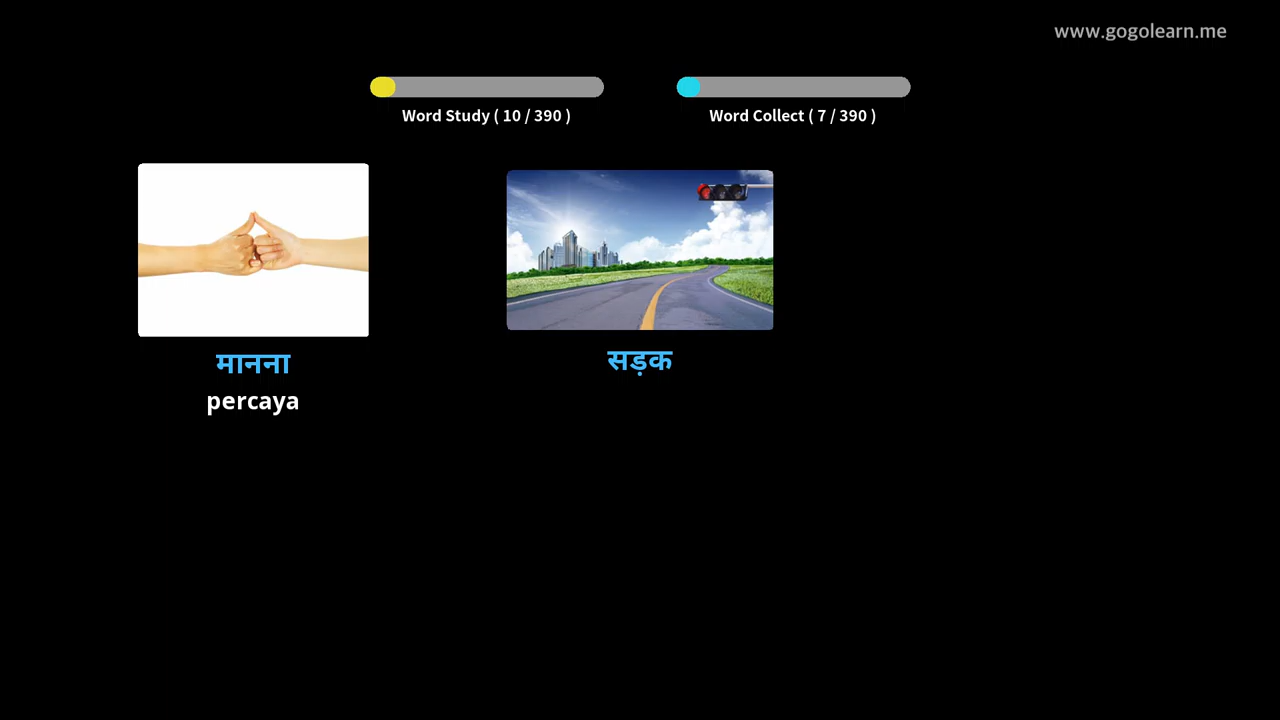 www.gogolearn.me
Word Study ( 10 / 390 )
Word Collect ( 7 / 390 )
मानना
percaya
सड़क